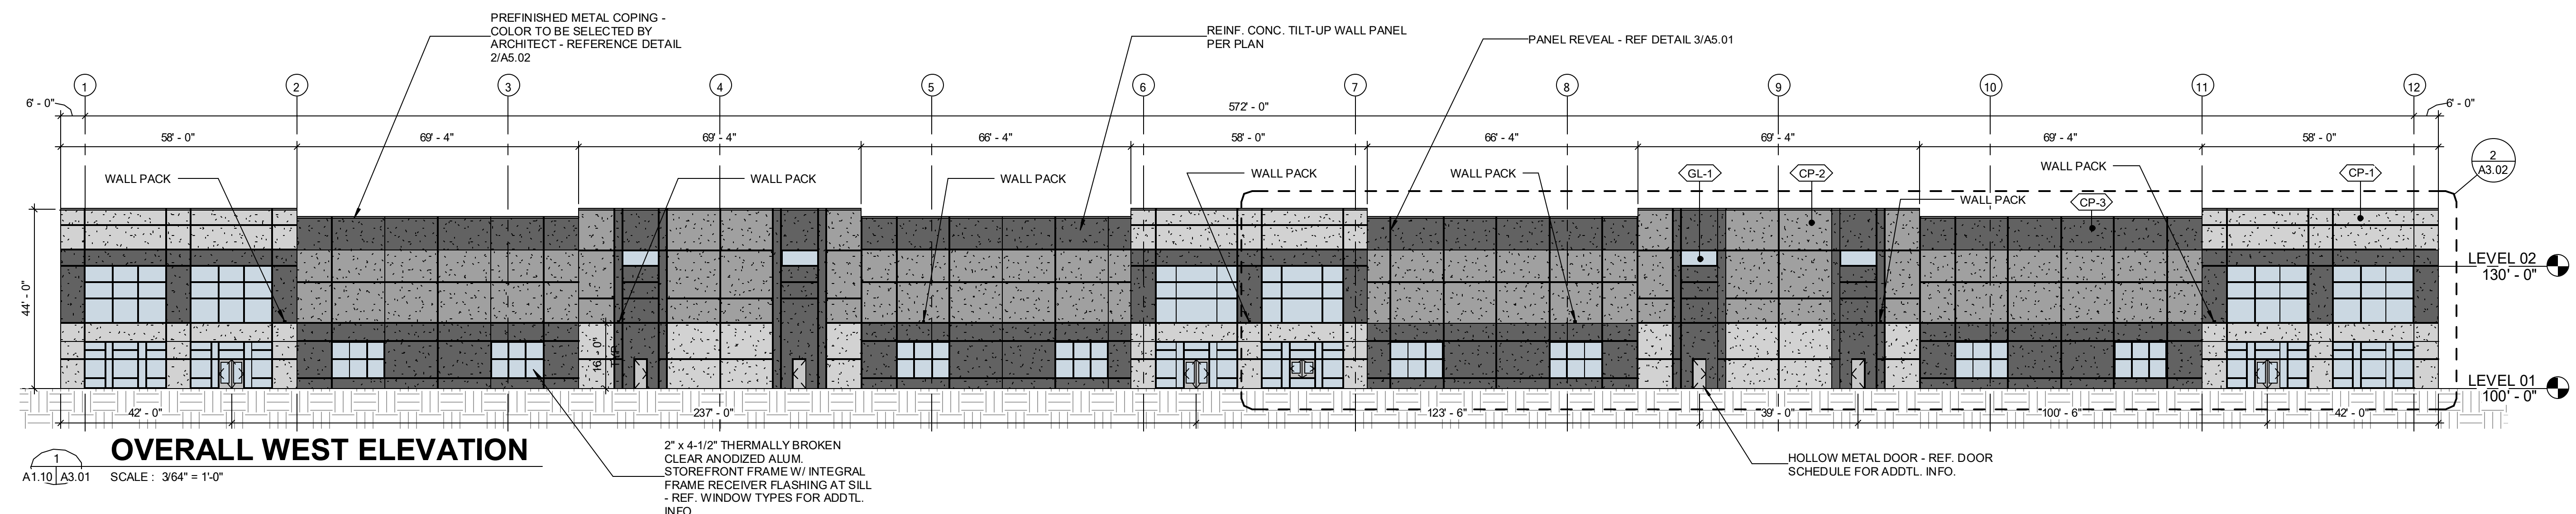 PREFINISHED METAL COPING -
COLOR TO BE SELECTED BY
ARCHITECT - REFERENCE DETAIL
2/A5.02
REINF. CONC. TILT-UP WALL PANEL
PER PLAN
PANEL REVEAL - REF DETAIL 3/A5.01
1
2
3
4
5
6
7
8
9
10
11
12
6' - 0"
572' - 0"
6' - 0"
58' - 0"
69' - 4"
69' - 4"
66' - 4"
58' - 0"
66' - 4"
69' - 4"
69' - 4"
58' - 0"
2
A3.02
WALL PACK
WALL PACK
WALL PACK
WALL PACK
WALL PACK
GL-1
CP-2
WALL PACK
CP-1
WALL PACK
CP-3
44' - 0"
16' - 0"
LEVEL 02
130' - 0"
LEVEL 01
100' - 0"
42' - 0"
237' - 0"
123' - 6"
39' - 0"
100' - 6"
42' - 0"
1
A1.10
A3.01
OVERALL WEST ELEVATION
SCALE : 3/64" = 1'-0"
2" x 4-1/2" THERMALLY BROKEN
CLEAR ANODIZED ALUM.
STOREFRONT FRAME W/ INTEGRAL
FRAME RECEIVER FLASHING AT SILL
- REF. WINDOW TYPES FOR ADDTL.
INFO
HOLLOW METAL DOOR - REF. DOOR
SCHEDULE FOR ADDTL. INFO.